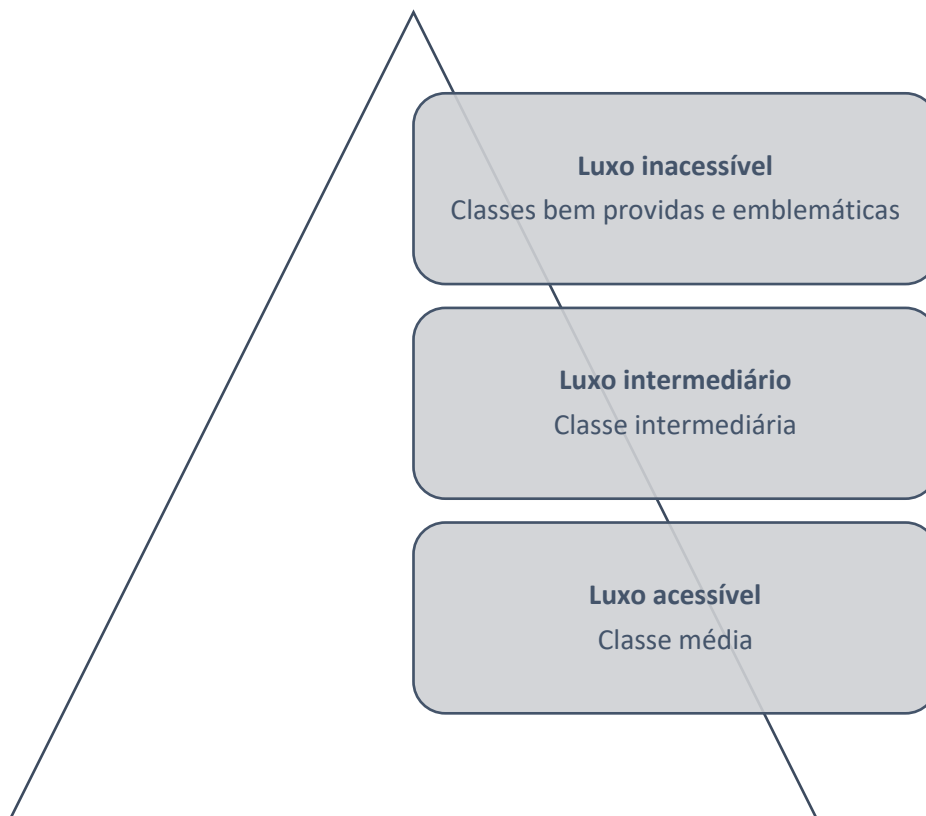 Luxo inacessível
Classes bem providas e emblemáticas
Luxo intermediário
Classe intermediária
Luxo acessível
Classe média